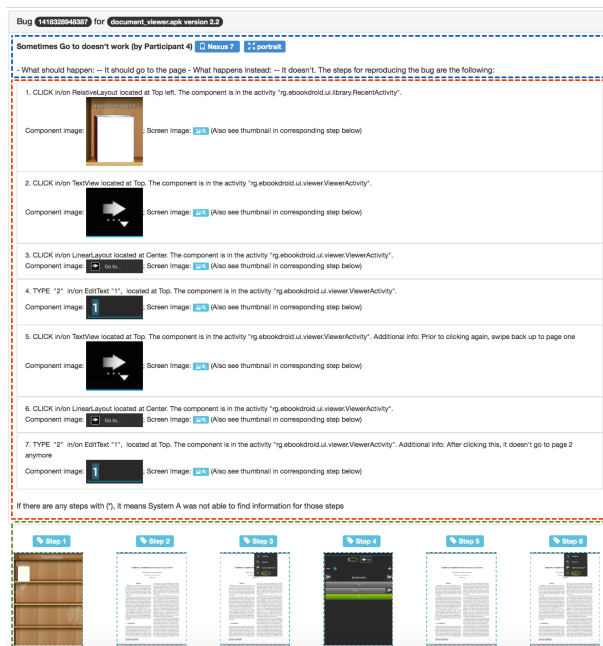 Bug 1418328948387 for document_viewer.apk version 2.2
Sometimes Go to doesn't work (by Participant 4) Nexus 7 portrait
- What should happen: -- It should go to the page - What happens instead: -- It doesn't. The steps for reproducing the bug are the following:
1. CLICK in/on RelativeLayout located at Top left. The component is in the activity "rg.ebookdroid.ui.library.RecentActivity".
Component image: ; Screen Image: (Also see thumbnail in corresponding step below)
2. CLICK in/on TextView located at Top. The component is in the activity "rg.ebookdroid.ui.viewer.ViewerActivity".
Component image: ; Screen Image: (Also see thumbnail in corresponding step below)
3. CLICK in/on LinearLayout located at Center. The component is in the activity "rg.ebookdroid.ui.viewer.ViewerActivity".
Component image: Go to... ; Screen Image: (Also see thumbnail in corresponding step below)
4. TYPE "2" in/on EditText "1", located at Top. The component is in the activity "rg.ebookdroid.ui.viewer.ViewerActivity".
Component image: 1 ; Screen Image: (Also see thumbnail in corresponding step below)
5. CLICK in/on TextView located at Top. The component is in the activity "rg.ebookdroid.ui.viewer.ViewerActivity". Additional info: Prior to clicking again, swipe back up to page one
Component image: ; Screen Image: (Also see thumbnail in corresponding step below)
6. CLICK in/on LinearLayout located at Center. The component is in the activity "rg.ebookdroid.ui.viewer.ViewerActivity".
Component image: Go to... ; Screen Image: (Also see thumbnail in corresponding step below)
7. TYPE "2" in/on EditText "1", located at Top. The component is in the activity "rg.ebookdroid.ui.viewer.ViewerActivity". Additional info: After clicking this, it doesn't go to page 2
anymore
Component image: 1 ; Screen Image: (Also see thumbnail in corresponding step below)
If there are any steps with (*), it means System A was not able to find information for those steps
Step 1 Step 2 Step 3 Step 4 Step 5 Step 6
Bookmarks